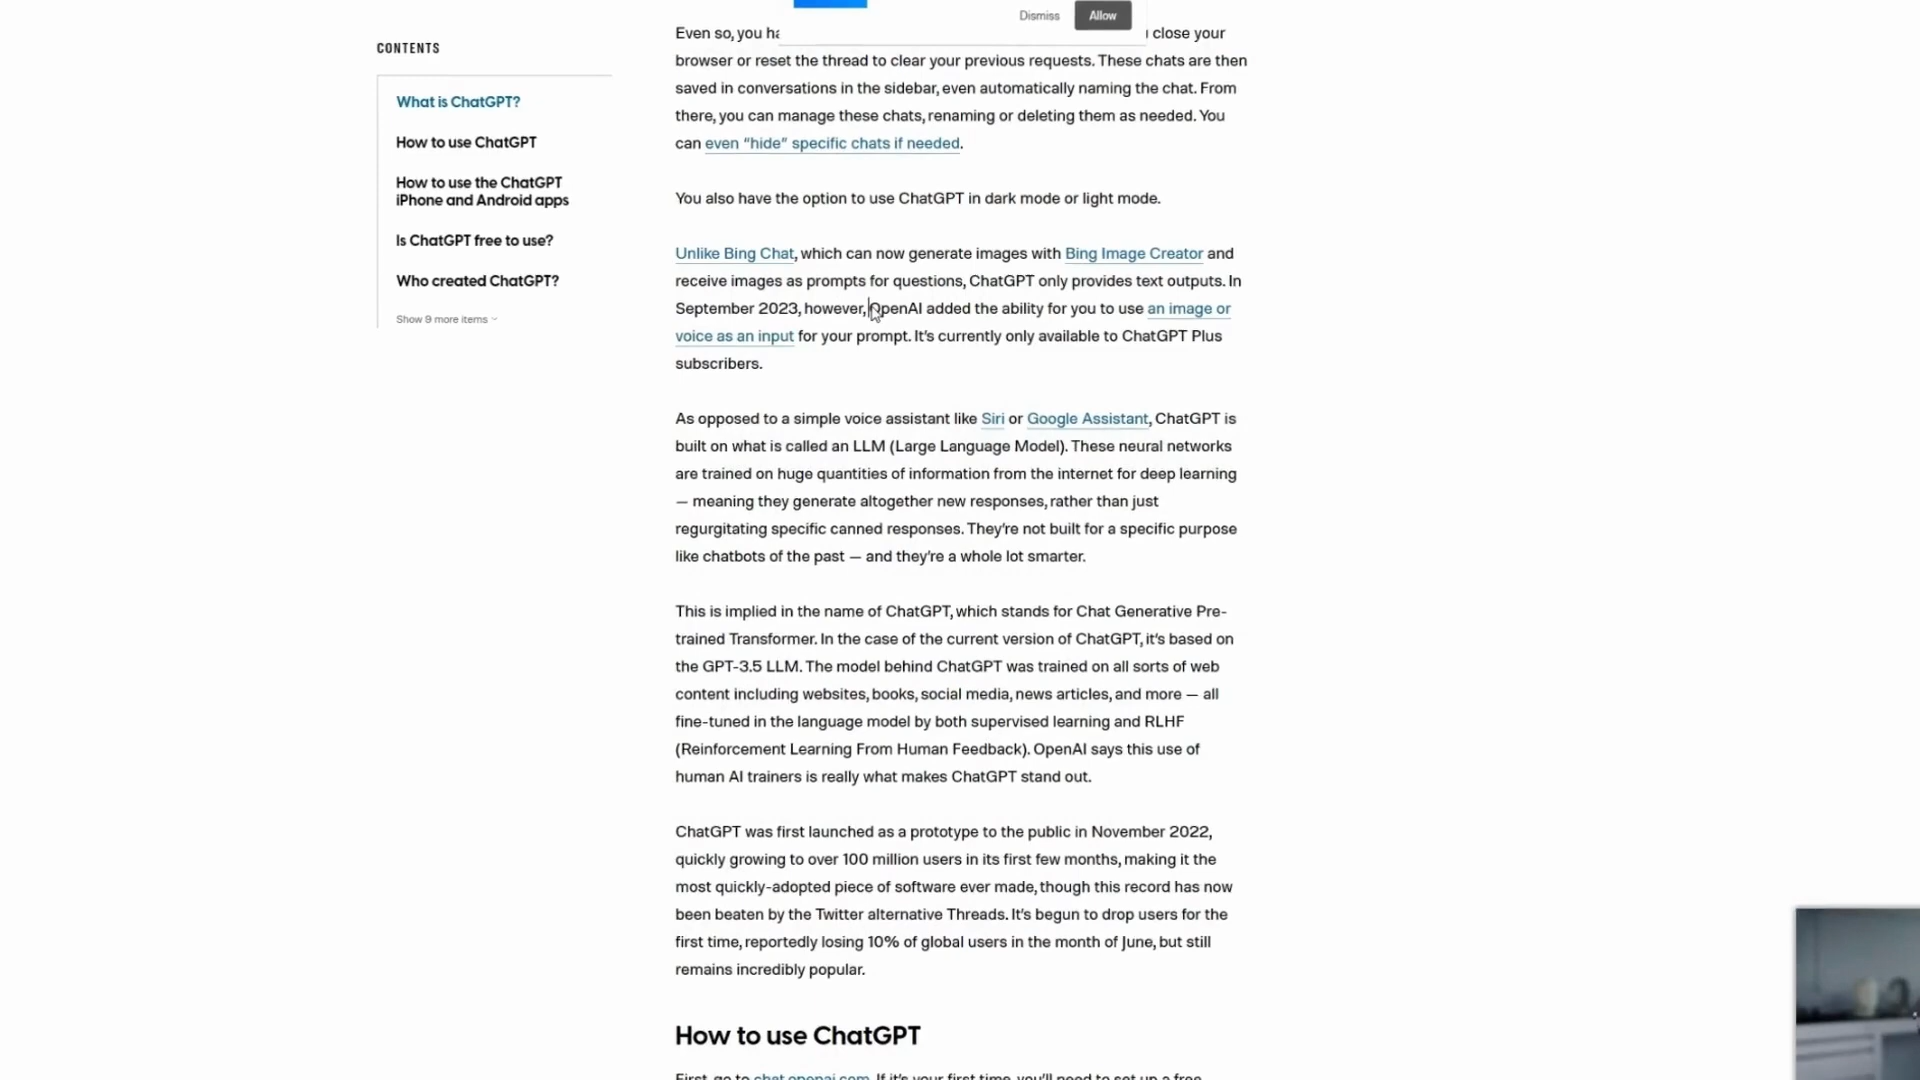 Dismiss
Allow
CONTENTS
What is ChatGPT?
How to use ChatGPT
How to use the ChatGPT
iPhone and Android apps
Is ChatGPT free to use?
Who created ChatGPT?
Show 9 more items
Even so, you close your
browser or reset the thread to clear your previous requests. These chats are then
saved in conversations in the sidebar, even automatically naming the chat. From
there, you can manage these chats, renaming or deleting them as needed. You
can even “hide” specific chats if needed.
You also have the option to use ChatGPT in dark mode or light mode.
Unlike Bing Chat, which can now generate images with Bing Image Creator and
receive images as prompts for questions, ChatGPT only provides text outputs. In
September 2023, however, OpenAI added the ability for you to use an image or
voice as an input for your prompt. It’s currently only available to ChatGPT Plus
subscribers.
As opposed to a simple voice assistant like Siri or Google Assistant, ChatGPT is
built on what is called an LLM (Large Language Model). These neural networks
are trained on huge quantities of information from the internet for deep learning
— meaning they generate altogether new responses, rather than just
regurgitating specific canned responses. They’re not built for a specific purpose
like chatbots of the past — and they’re a whole lot smarter.
This is implied in the name of ChatGPT, which stands for Chat Generative Pre-
trained Transformer. In the case of the current version of ChatGPT, it’s based on
the GPT-3.5 LLM. The model behind ChatGPT was trained on all sorts of web
content including websites, books, social media, news articles, and more — all
fine-tuned in the language model by both supervised learning and RLHF
(Reinforcement Learning From Human Feedback). OpenAI says this use of
human AI trainers is really what makes ChatGPT stand out.
ChatGPT was first launched as a prototype to the public in November 2022,
quickly growing to over 100 million users in its first few months, making it the
most quickly-adopted piece of software ever made, though this record has now
been beaten by the Twitter alternative Threads. It’s begun to drop users for the
first time, reportedly losing 10% of global users in the month of June, but still
remains incredibly popular.
How to use ChatGPT
First, go to chat.openai.com. If it’s your first time, you’ll need to set up a free